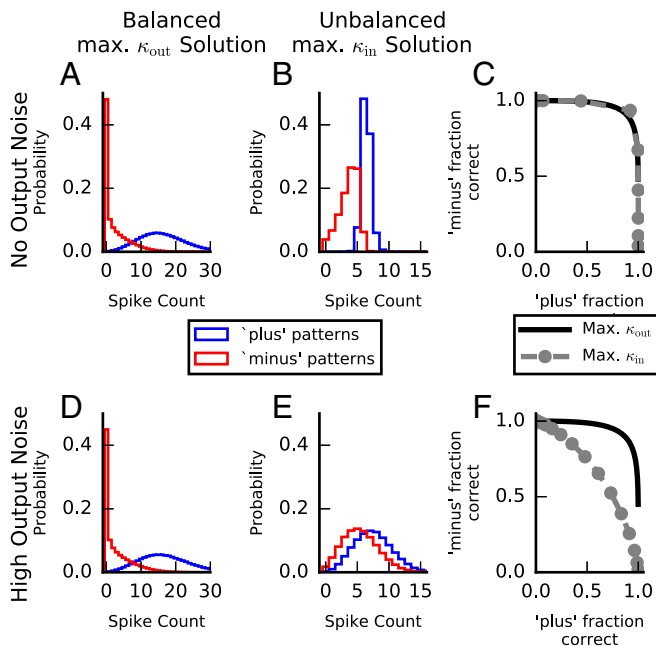 Balanced
max. κout Solution
Unbalanced
max. κin Solution
A
B
C
No Output Noise
Probability
0.4
0.2
0.0
0
10
20
30
Spike Count
Probability
0.4
0.2
0.0
0
5
10
15
Spike Count
'minus' fraction
correct
1.0
0.5
0.0
0.0
0.5
1.0
'plus' fraction
`plus' patterns
`minus' patterns
Max. κout
Max. κin
D
E
F
High Output Noise
Probability
0.4
0.2
0.0
0
10
20
30
Spike Count
Probability
0.4
0.2
0.0
0
5
10
15
Spike Count
'minus' fraction
correct
1.0
0.5
0.0
0.0
0.5
1.0
'plus' fraction
correct